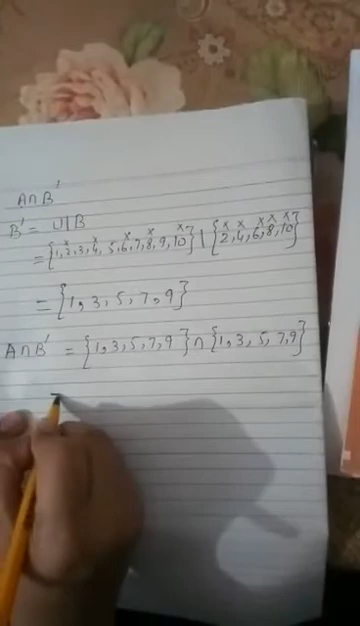 A∩B'
B' = U|B
= {1,2,3,4,5,6,7,8,9,10} | {2,4,6,8,10}
= {1,3,5,7,9}
A∩B' = {1,3,5,7,9} ∩ {1,3,5,7,9}